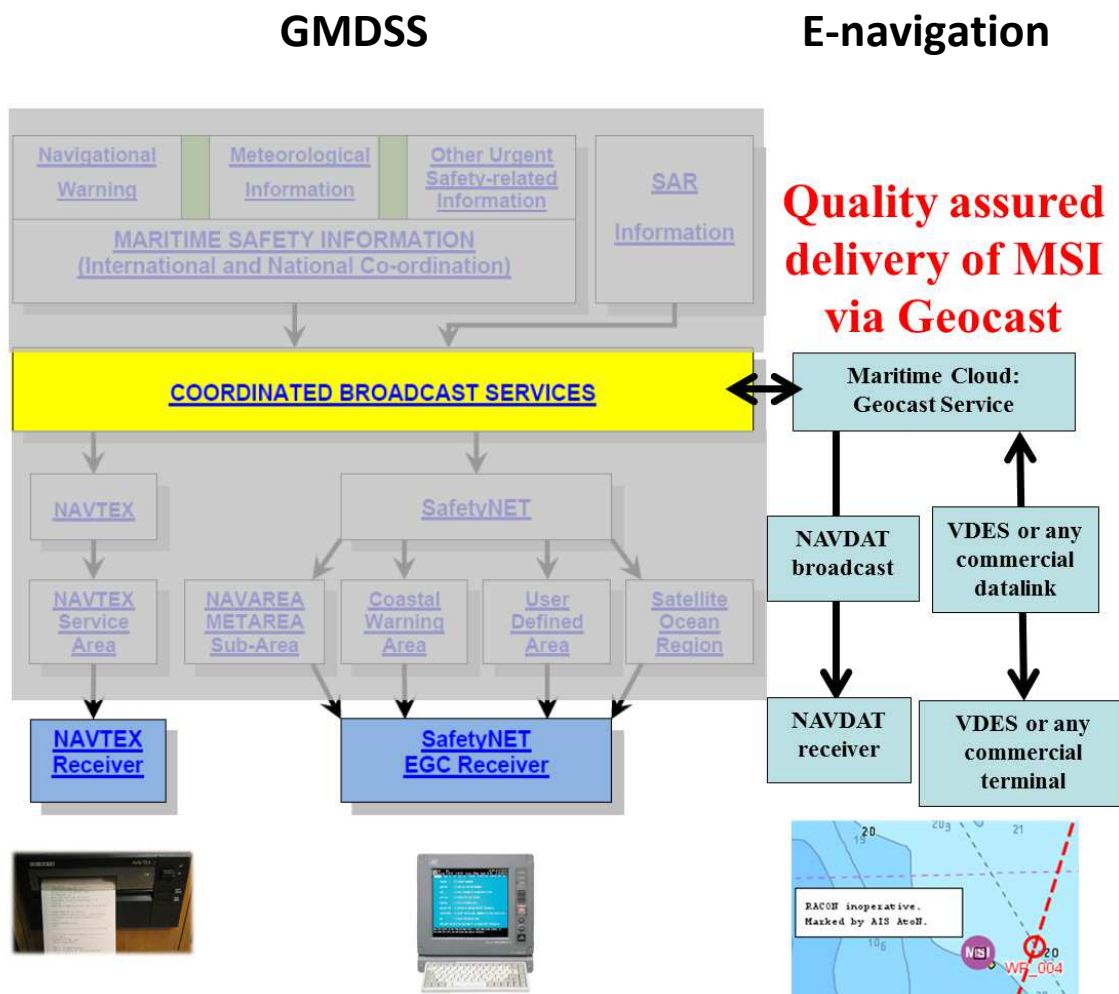 GMDSS
E-navigation
Navigational
Warning
Meteorological
Information
Other Urgent
Safety-related
Information
SAR
Information
MARITIME SAFETY INFORMATION
(International and National Co-ordination)
Quality assured
delivery of MSI
via Geocast
COORDINATED BROADCAST SERVICES
Maritime Cloud:
Geocast Service
NAVTEX
SafetyNET
NAVDAT
broadcast
VDES or any
commercial
datalink
NAVTEX
Service
Area
NAVAREA
METAREA
Sub-Area
Coastal
Warning
Area
User
Defined
Area
Satellite
Ocean
Region
NAVTEX
Receiver
SafetyNET
EGC Receiver
NAVDAT
receiver
VDES or any
commercial
terminal
RACON inoperative.
Marked by AIS AtoN.
MSI
WP_004
20
19
20₃
21
10₆
20